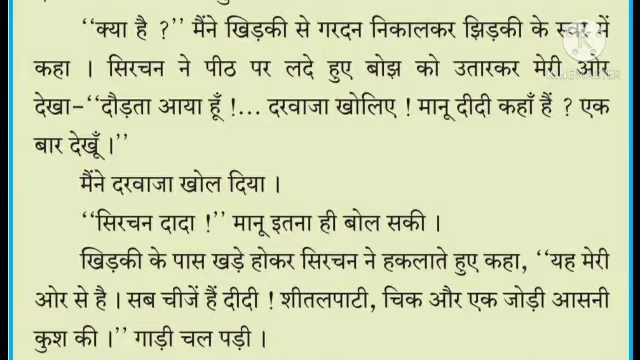 ‘‘क्या है ?’’ मैंने खिड़की से गरदन निकालकर झिड़की के स्वर में
कहा । सिरचन ने पीठ पर लदे हुए बोझ को उतारकर मेरी ओर
देखा-‘‘दौड़ता आया हूँ !... दरवाजा खोलिए ! मानू दीदी कहाँ हैं ? एक
बार देखूँ ।’’
मैंने दरवाजा खोल दिया ।
‘‘सिरचन दादा !’’ मानू इतना ही बोल सकी ।
खिड़की के पास खड़े होकर सिरचन ने हकलाते हुए कहा, ‘‘यह मेरी
ओर से है । सब चीजें हैं दीदी ! शीतलपाटी, चिक और एक जोड़ी आसनी
कुश की ।’’ गाड़ी चल पड़ी ।